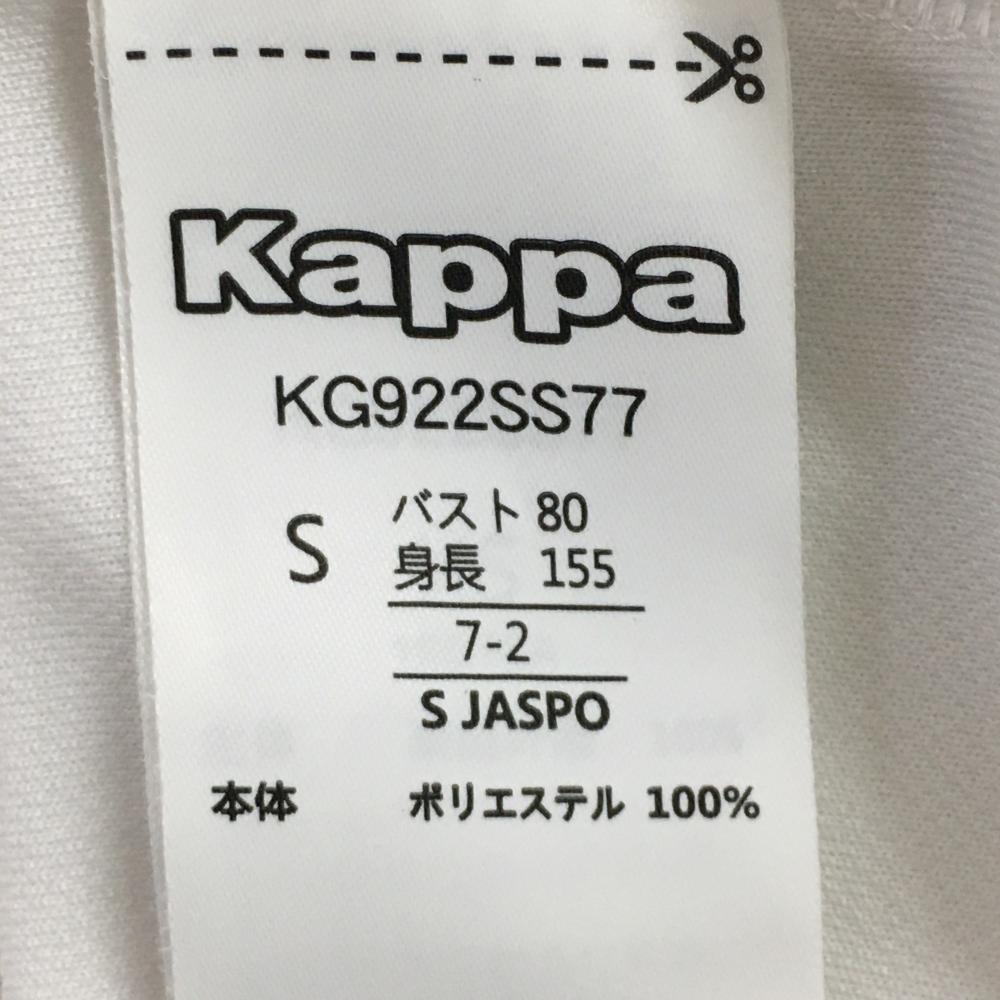 Kappa
KG922SS77
S
バスト 80
身長 155
7-2
S JASPO
本体 ポリエステル 100%